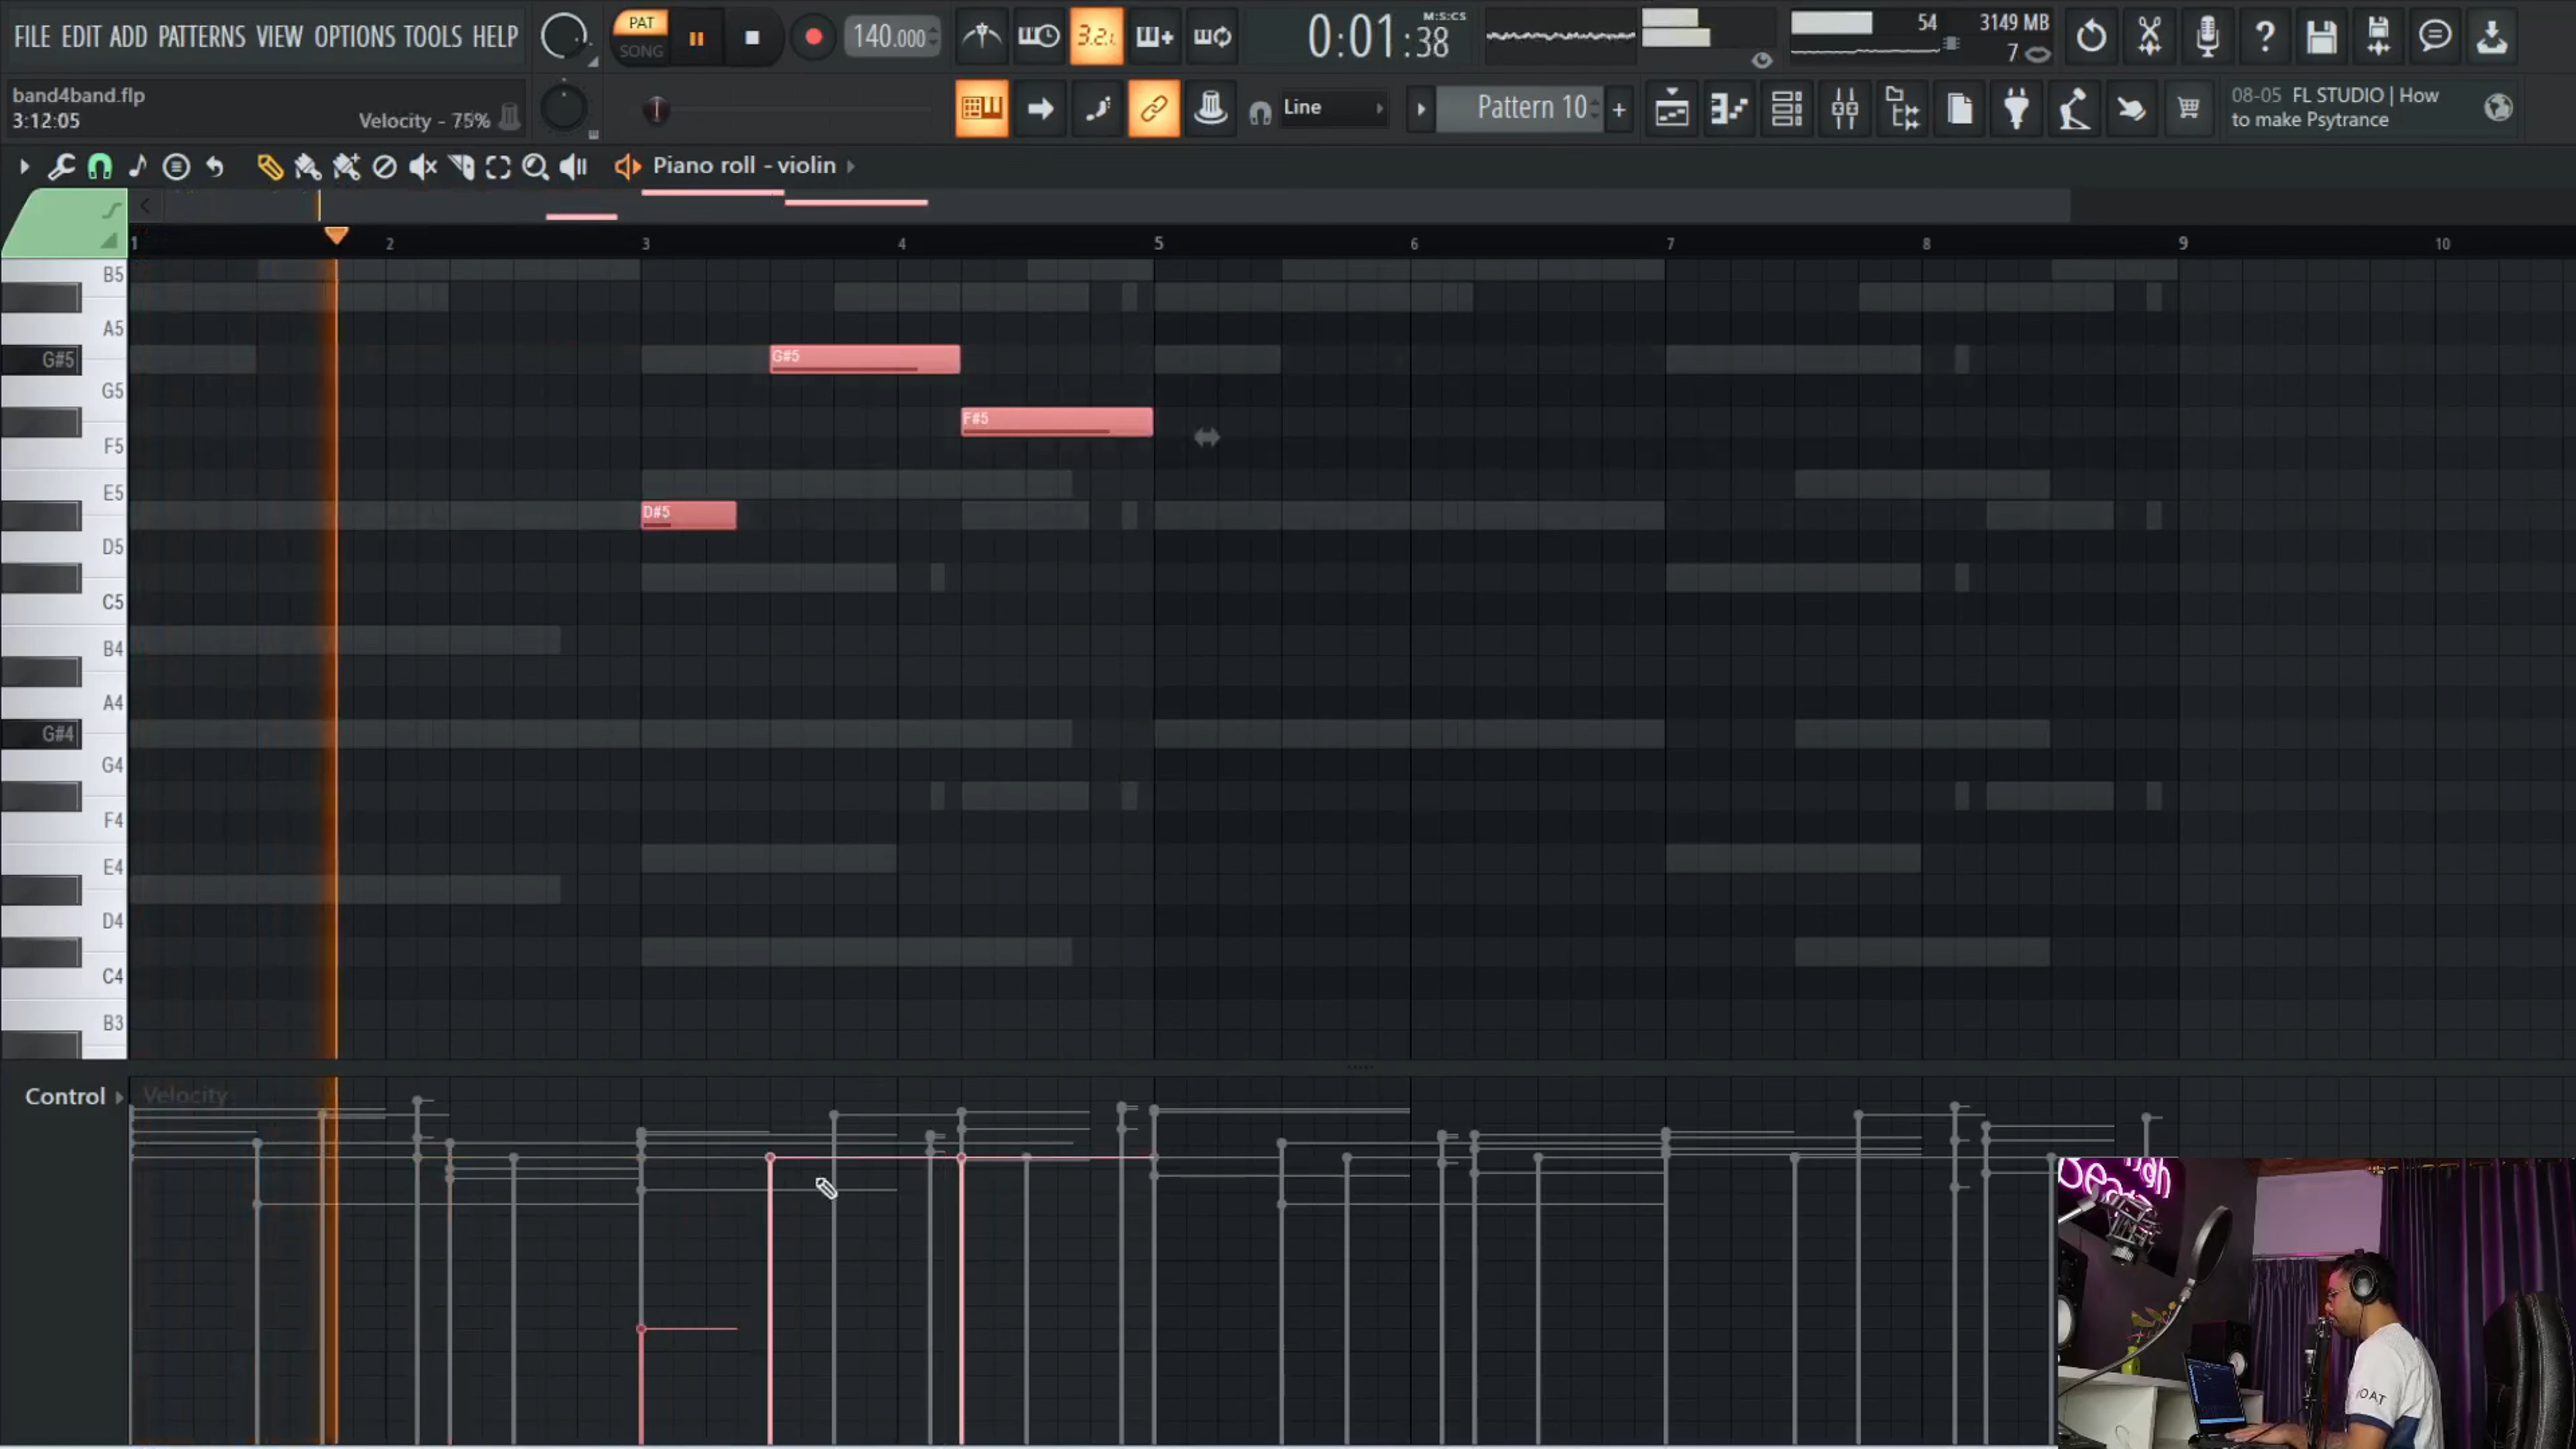 FILE EDIT ADD PATTERNS VIEW OPTIONS TOOLS HELP
PAT
SONG
140.000
3.2.
0:01:38
M:S:CS
54
3149 MB
7
band4band.flp
3:12:05
Velocity - 75%
Line
Pattern 10
08-05 FL STUDIO | How
to make Psytrance
Piano roll - violin
1 2 3 4 5 6 7 8 9 10
B5
A5
G#5
G#5
G5
F#5
F5
E5
D#5
D5
C5
B4
A4
G#4
G4
F4
E4
D4
C4
B3
Control
Velocity
OAT